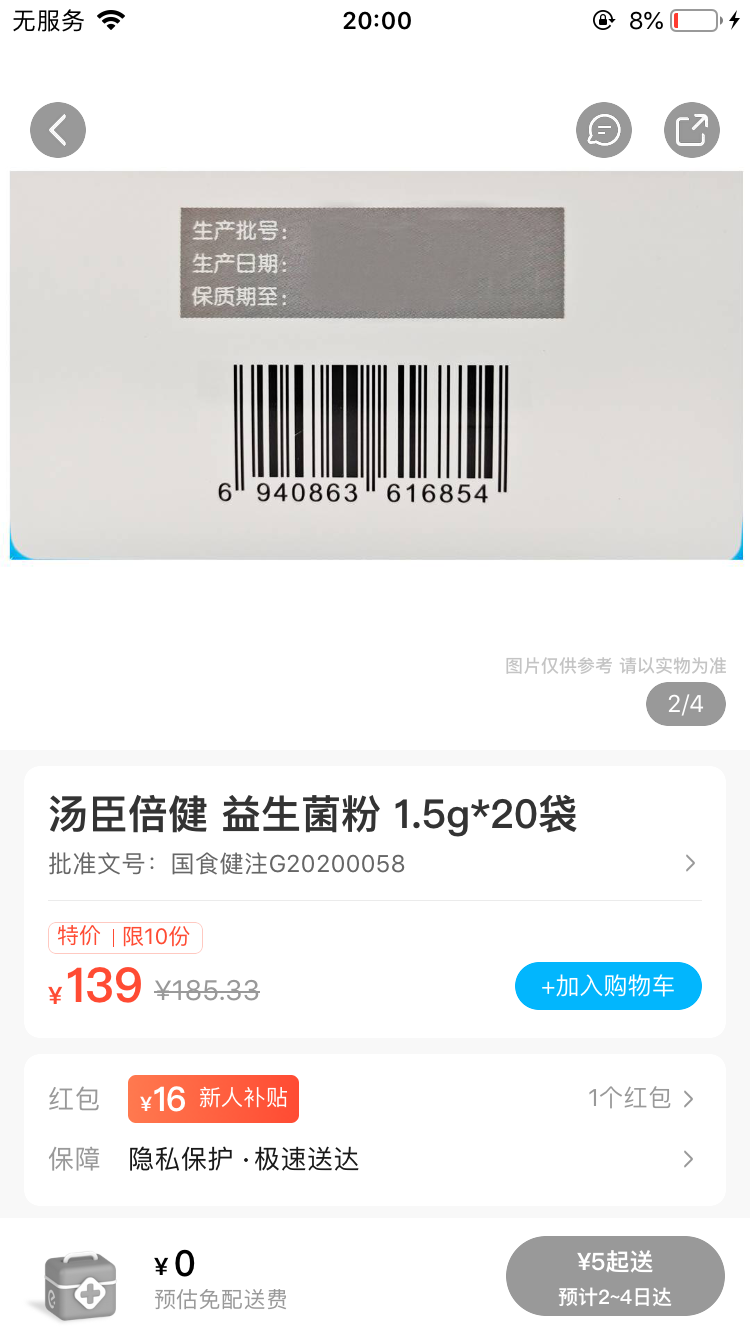 无服务 20:00 8%
生产批号:
生产日期:
保质期至:
6 940863 616854
图片仅供参考 请以实物为准
2/4
汤臣倍健 益生菌粉 1.5g*20袋
批准文号：国食健注G20200058
特价 | 限10份
¥139 ¥185.33
+加入购物车
红包 ¥16 新人补贴 1个红包
保障 隐私保护 · 极速送达
¥0
预估免配送费
¥5起送
预计2~4日达